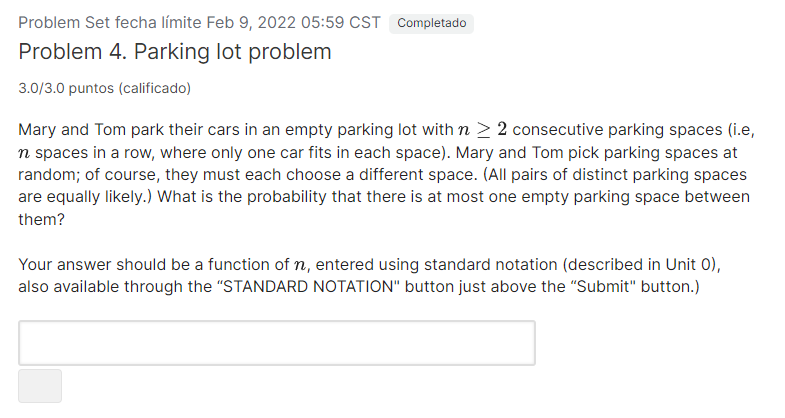 Problem Set fecha límite Feb 9, 2022 05:59 CST Completado
Problem 4. Parking lot problem
3.0/3.0 puntos (calificado)
Mary and Tom park their cars in an empty parking lot with n ≥ 2 consecutive parking spaces (i.e,
n spaces in a row, where only one car fits in each space). Mary and Tom pick parking spaces at
random; of course, they must each choose a different space. (All pairs of distinct parking spaces
are equally likely.) What is the probability that there is at most one empty parking space between
them?
Your answer should be a function of n, entered using standard notation (described in Unit 0),
also available through the “STANDARD NOTATION" button just above the “Submit" button.)